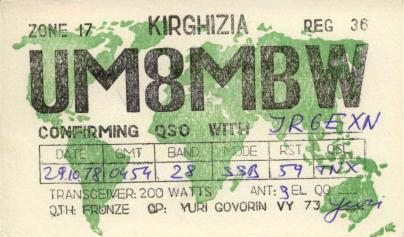 ZONE 17 KIRGHIZIA REG 36
UM8MBW
CONFIRMING QSO WITH JR6EXN
DATE GMT BAND MODE RST QSL
29.10.78 0454 28 SSB 59 TNX
TRANSCEIVER: 200 WATTS ANT: 3 EL QQ
QTH: FRUNZE OP: YURI GOVORIN VY 73 Yuri